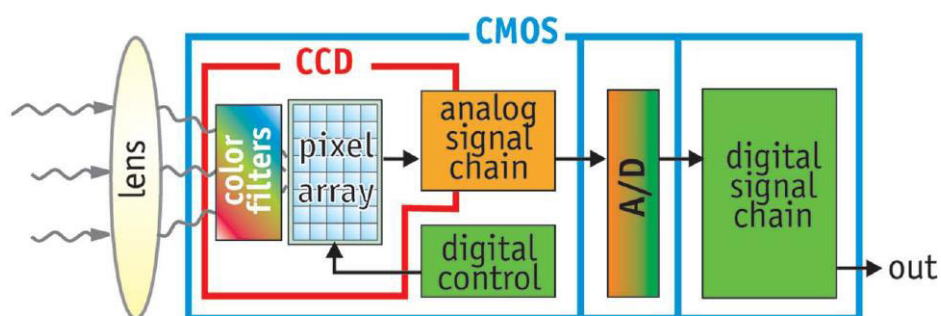 CMOS
CCD
lens
color
filters
pixel
array
analog
signal
chain
digital
control
A/D
digital
signal
chain
out